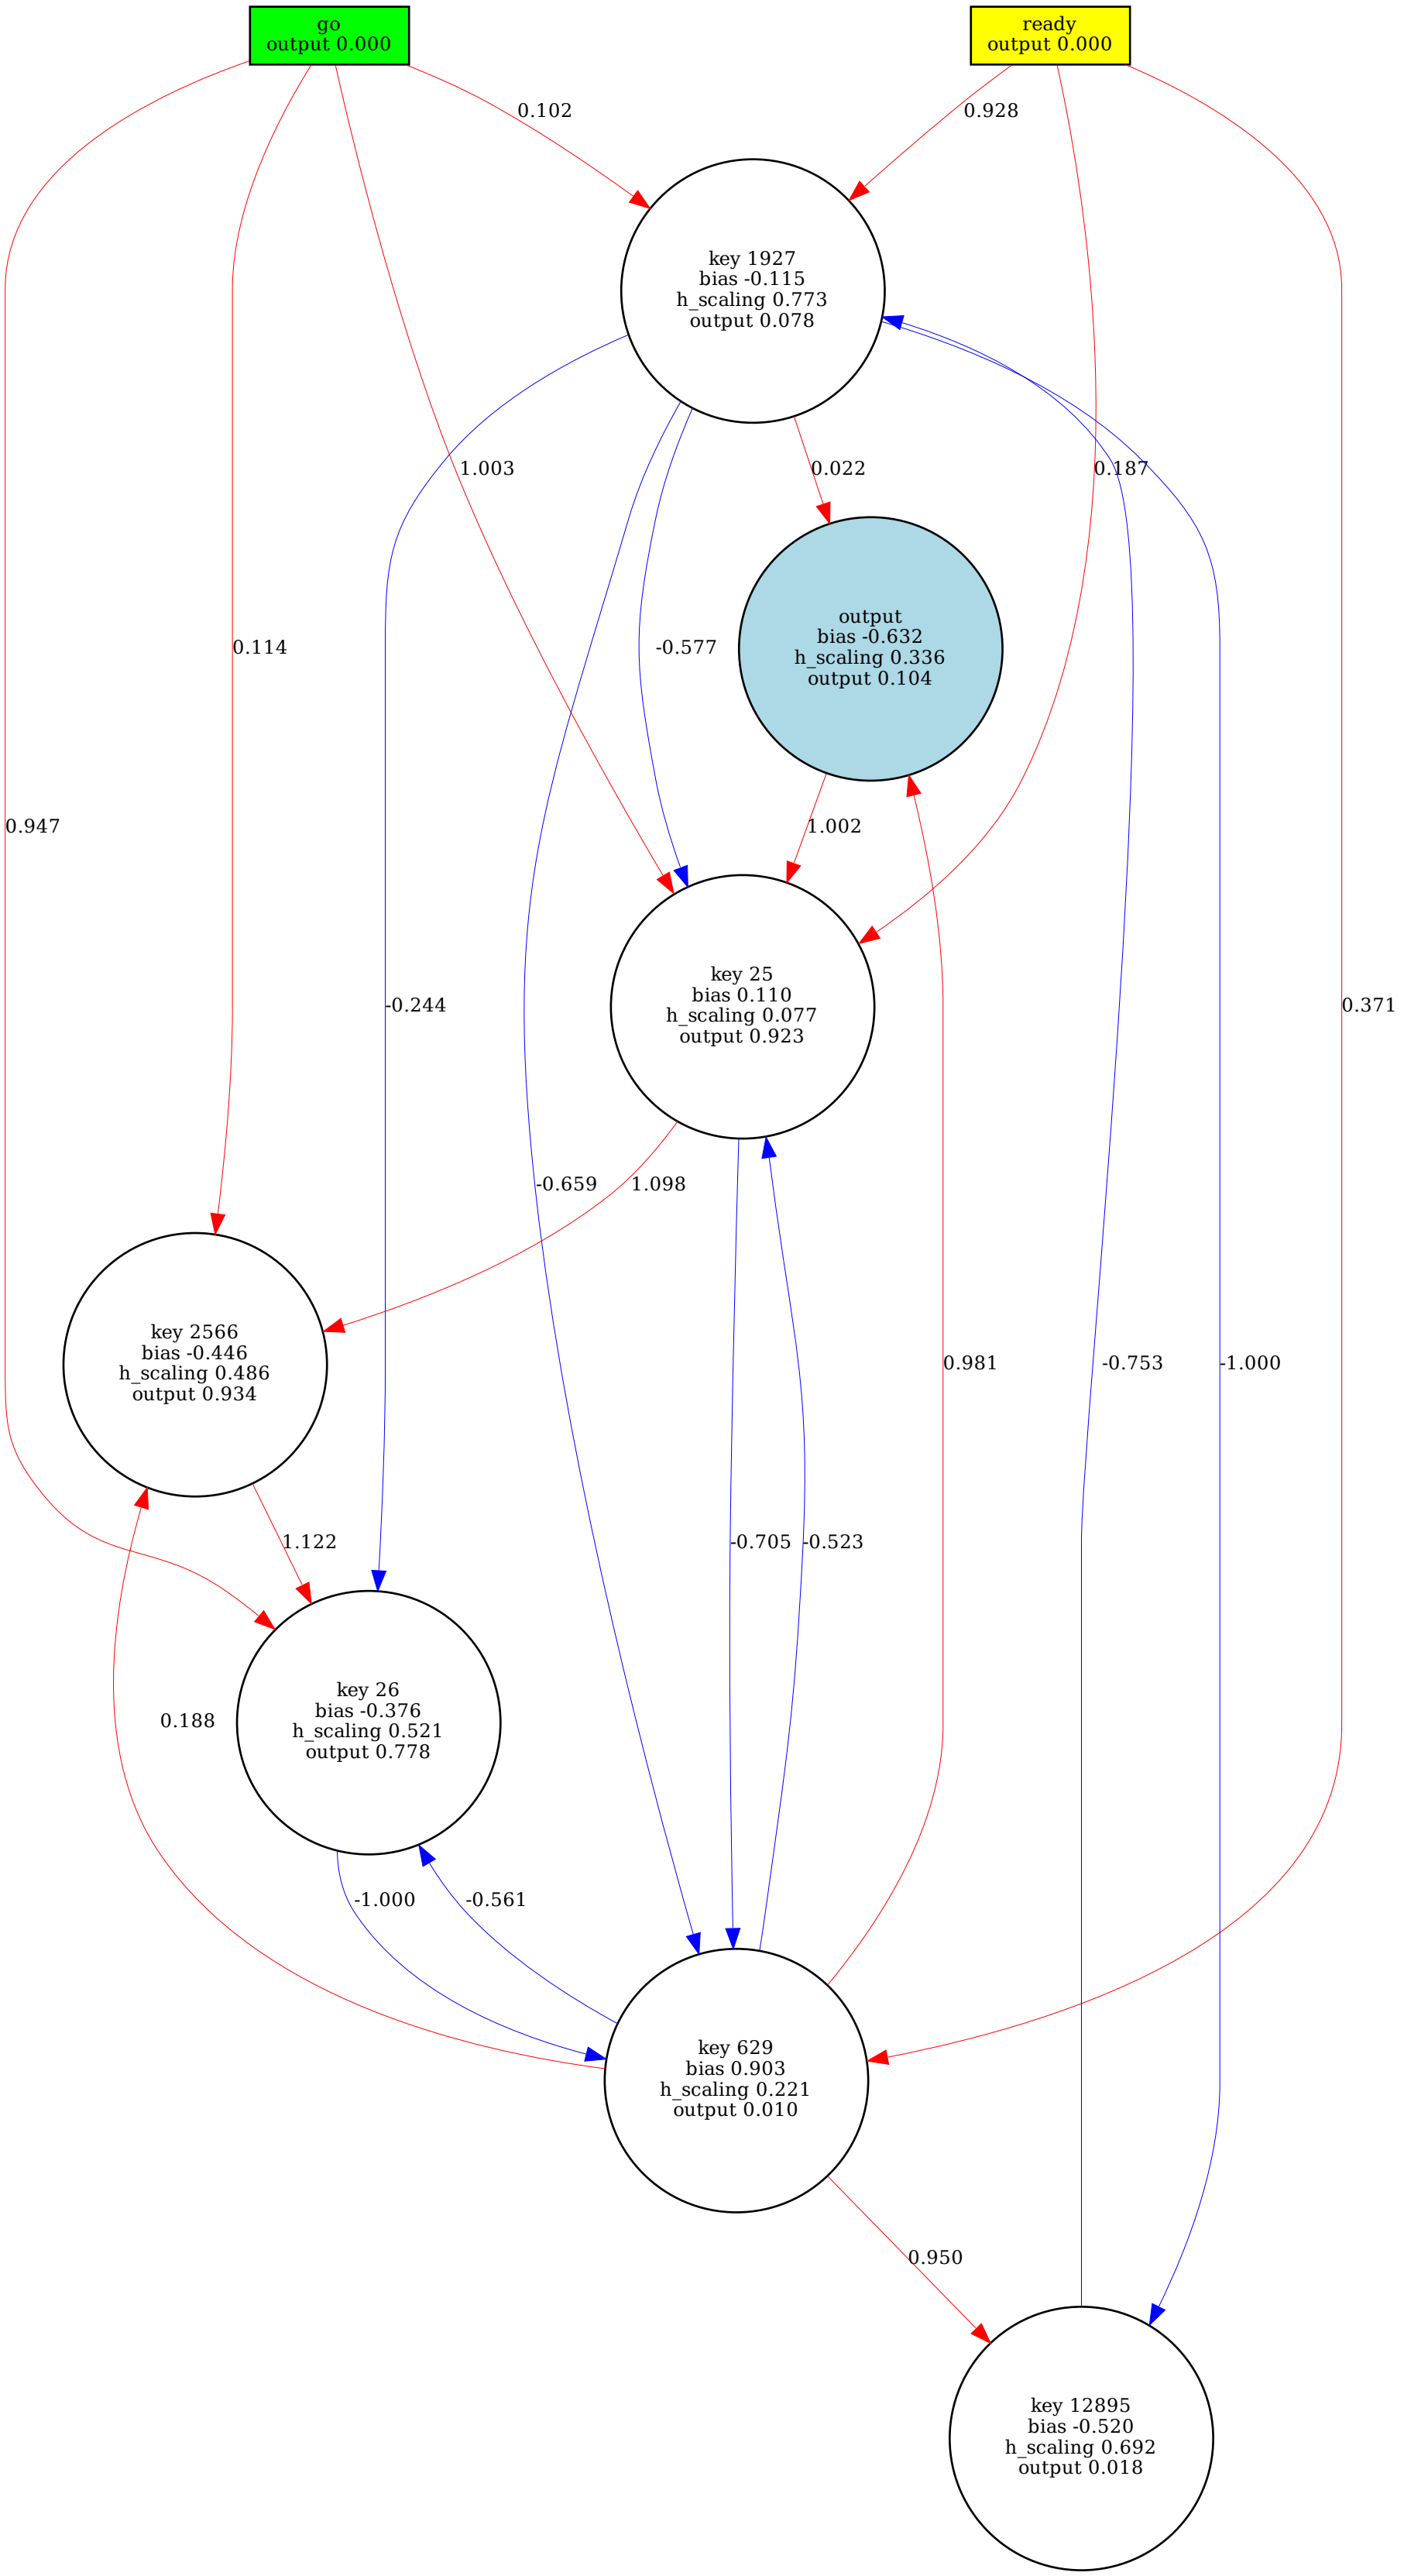 go
output 0.000
ready
output 0.000
0.102
0.928
key 1927
bias -0.115
h_scaling 0.773
output 0.078
1.003
0.022
0.187
0.114
-0.577
output
bias -0.632
h_scaling 0.336
output 0.104
0.947
1.002
-0.244
key 25
bias 0.110
h_scaling 0.077
output 0.923
0.371
-0.659
1.098
key 2566
bias -0.446
h_scaling 0.486
output 0.934
0.981
-0.753
-1.000
1.122
-0.705
-0.523
0.188
key 26
bias -0.376
h_scaling 0.521
output 0.778
-1.000
-0.561
key 629
bias 0.903
h_scaling 0.221
output 0.010
0.950
key 12895
bias -0.520
h_scaling 0.692
output 0.018